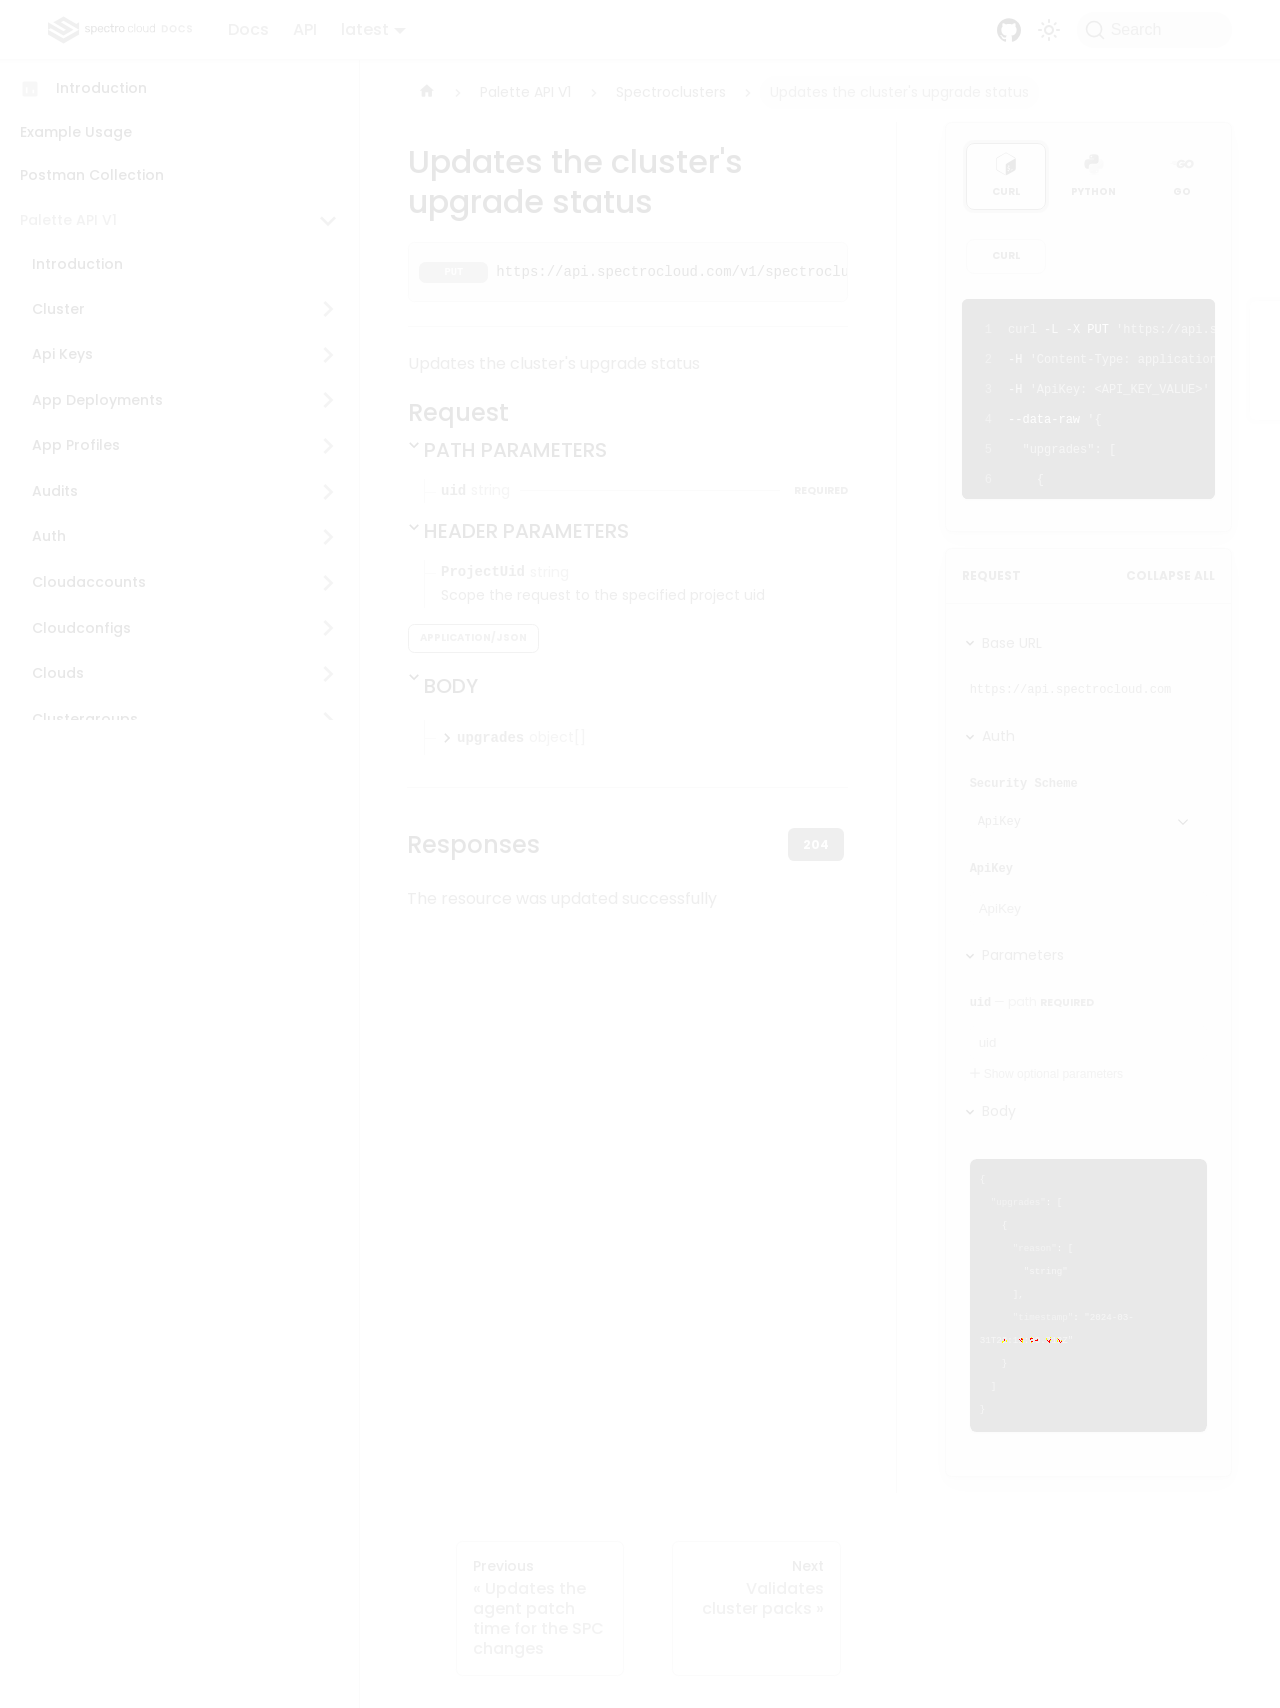 spectro cloud DOCS
Docs
API
latest
Search
Introduction
Example Usage
Postman Collection
Palette API V1
Introduction
Cluster
Api Keys
App Deployments
App Profiles
Audits
Auth
Cloudaccounts
Cloudconfigs
Clouds
Clustergroups
Palette API V1
Spectroclusters
Updates the cluster's upgrade status
Updates the cluster's
upgrade status
PUT
https://api.spectrocloud.com/v1/spectroclu
Updates the cluster's upgrade status
Request
PATH PARAMETERS
uid string
REQUIRED
HEADER PARAMETERS
ProjectUid string
Scope the request to the specified project uid
APPLICATION/JSON
BODY
upgrades object[]
Responses
204
The resource was updated successfully
CURL
PYTHON
GO
CURL
1 curl -L -X PUT 'https://api.s
2 -H 'Content-Type: application
3 -H 'ApiKey: <API_KEY_VALUE>'
4 --data-raw '{
5 "upgrades": [
6 {
REQUEST
COLLAPSE ALL
Base URL
https://api.spectrocloud.com
Auth
Security Scheme
ApiKey
ApiKey
ApiKey
Parameters
uid — path REQUIRED
uid
Show optional parameters
Body
{
"upgrades": [
{
"reason": [
"string"
],
}
]
}
Previous
« Updates the
agent patch
time for the SPC
changes
Next
Validates
cluster packs »